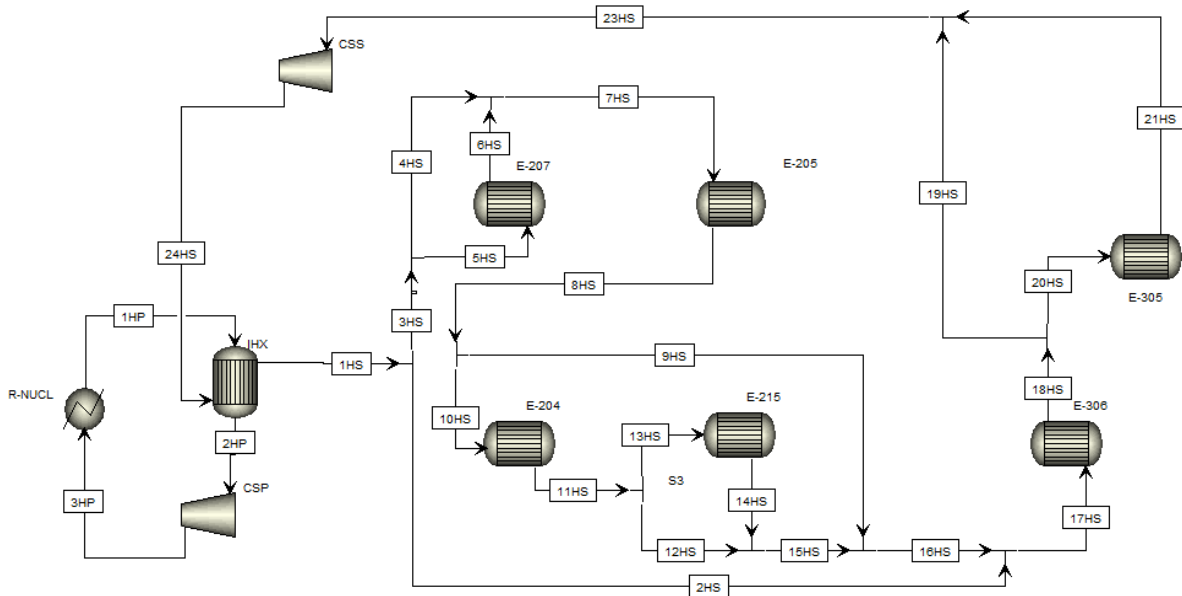 23HS
CSS
7HS
6HS
E-207
E-205
4HS
21HS
19HS
24HS
5HS
20HS
8HS
E-305
1HP
3HS
IHX
1HS
9HS
R-NUCL
18HS
E-204
E-215
E-306
10HS
13HS
2HP
S3
11HS
CSP
3HP
14HS
17HS
12HS
15HS
16HS
2HS